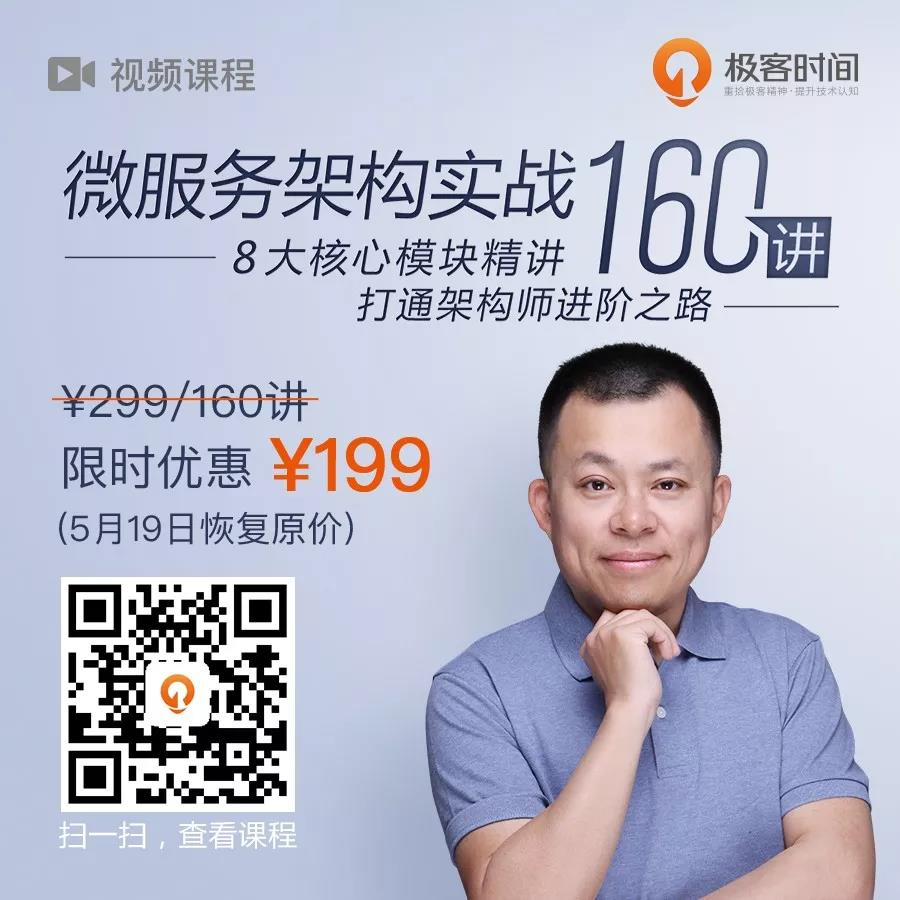 视频课程
极客时间
重拾极客精神·提升技术认知
微服务架构实战160讲
8大核心模块精讲
打通架构师进阶之路
¥299/160讲
限时优惠 ¥199
(5月19日恢复原价)
扫一扫，查看课程